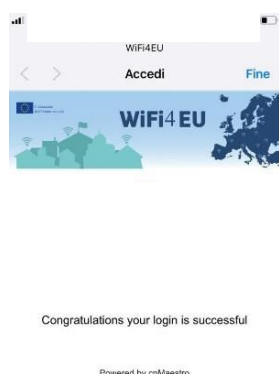 WiFi4EU
Accedi
Fine
WiFi4EU
Congratulations your login is successful
Powered by cnMaestro